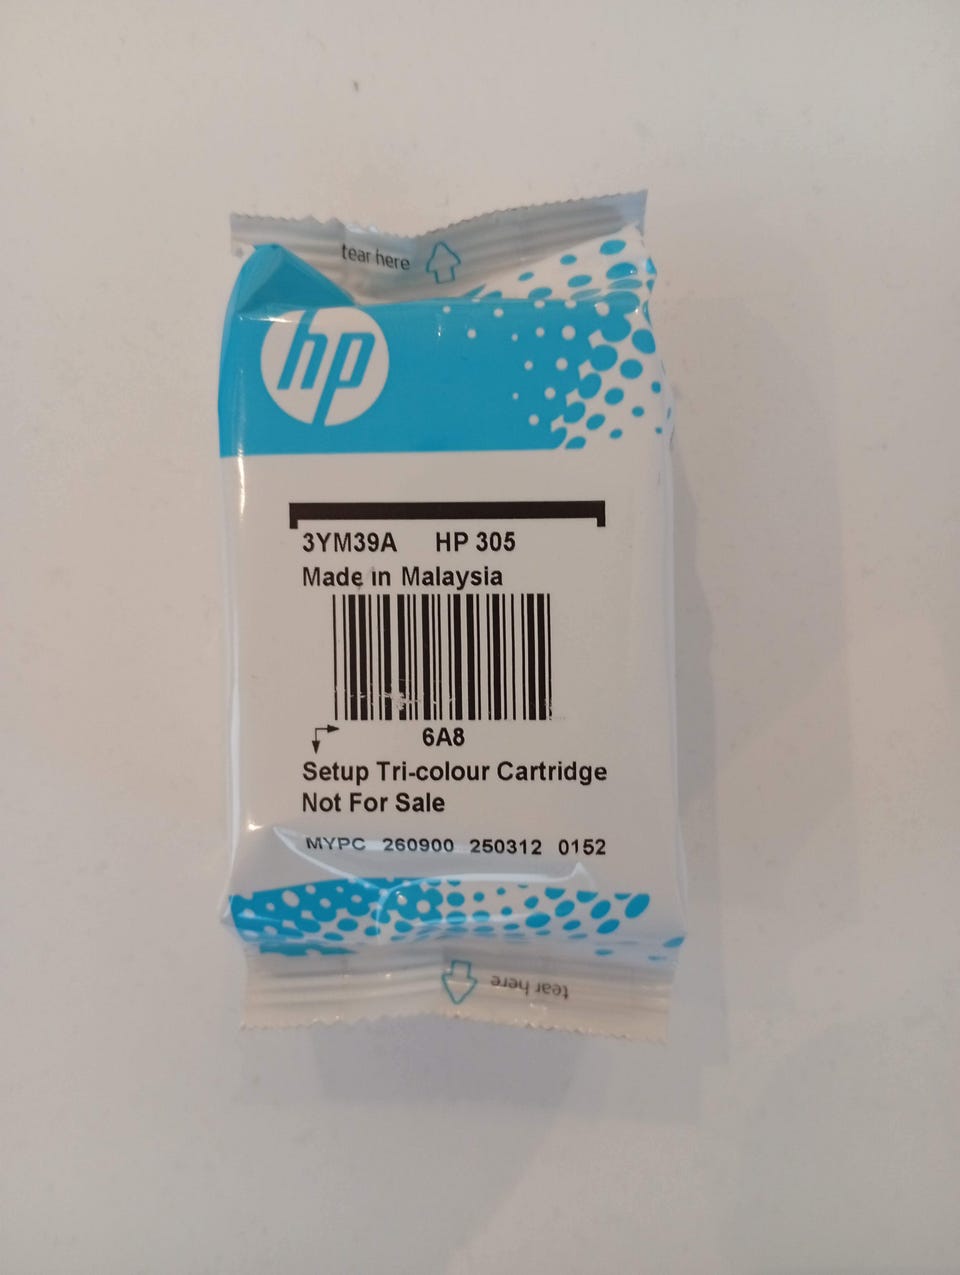 tear here
hp
3YM39A HP 305
Made in Malaysia
6A8
Setup Tri-colour Cartridge
Not For Sale
MYPC 260900 250312 0152
tear here